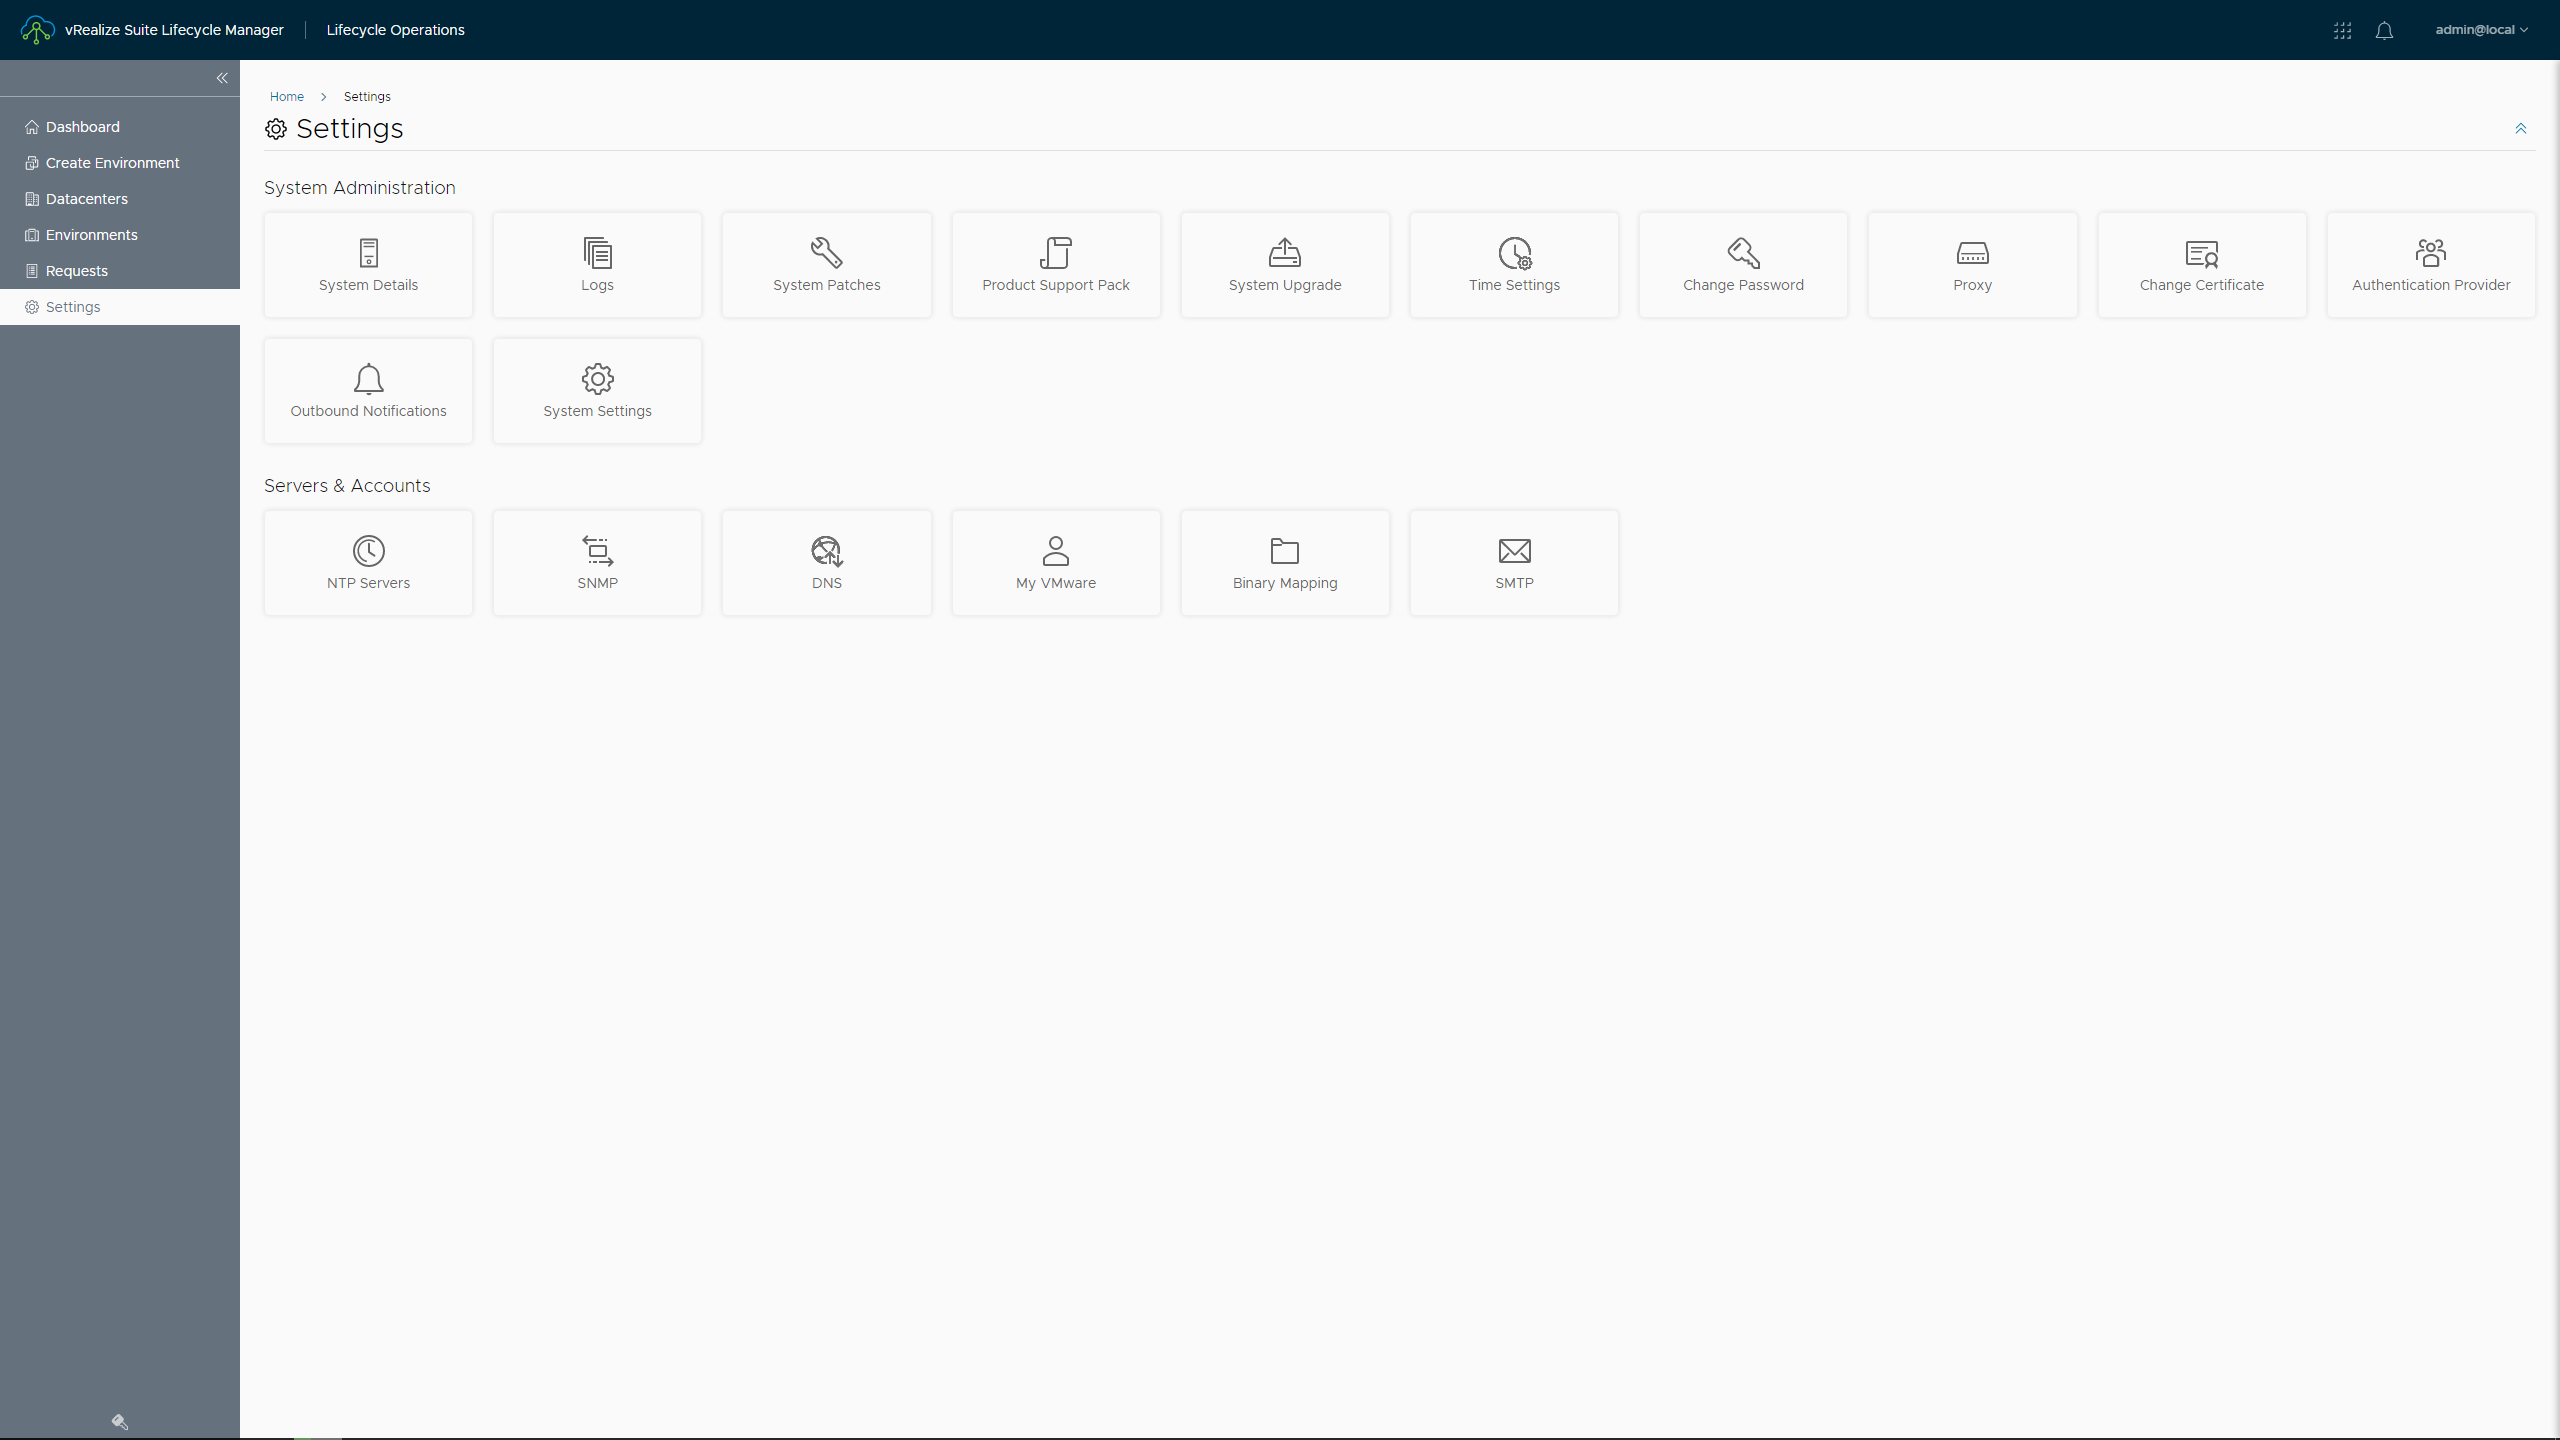 vRealize Suite Lifecycle Manager
Lifecycle Operations
admin@local
Dashboard
Create Environment
Datacenters
Environments
Requests
Settings
Home > Settings
Settings
System Administration
System Details
Logs
System Patches
Product Support Pack
System Upgrade
Time Settings
Change Password
Proxy
Change Certificate
Authentication Provider
Outbound Notifications
System Settings
Servers & Accounts
NTP Servers
SNMP
DNS
My VMware
Binary Mapping
SMTP